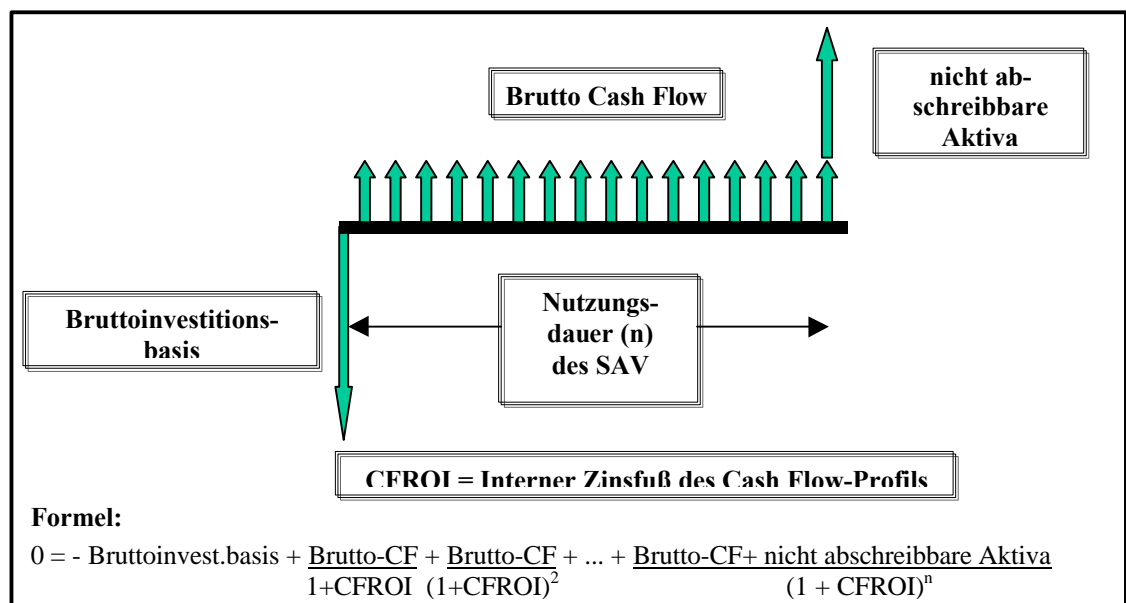 Brutto Cash Flow
nicht ab-
schreibbare
Aktiva
Bruttoinvestitions-
basis
Nutzungs-
dauer (n)
des SAV
CFROI = Interner Zinsfuß des Cash Flow-Profils
Formel:
0 = - Bruttoinvest.basis + Brutto-CF + Brutto-CF + ... + Brutto-CF+ nicht abschreibbare Aktiva
1+CFROI (1+CFROI)² (1 + CFROI)ⁿ